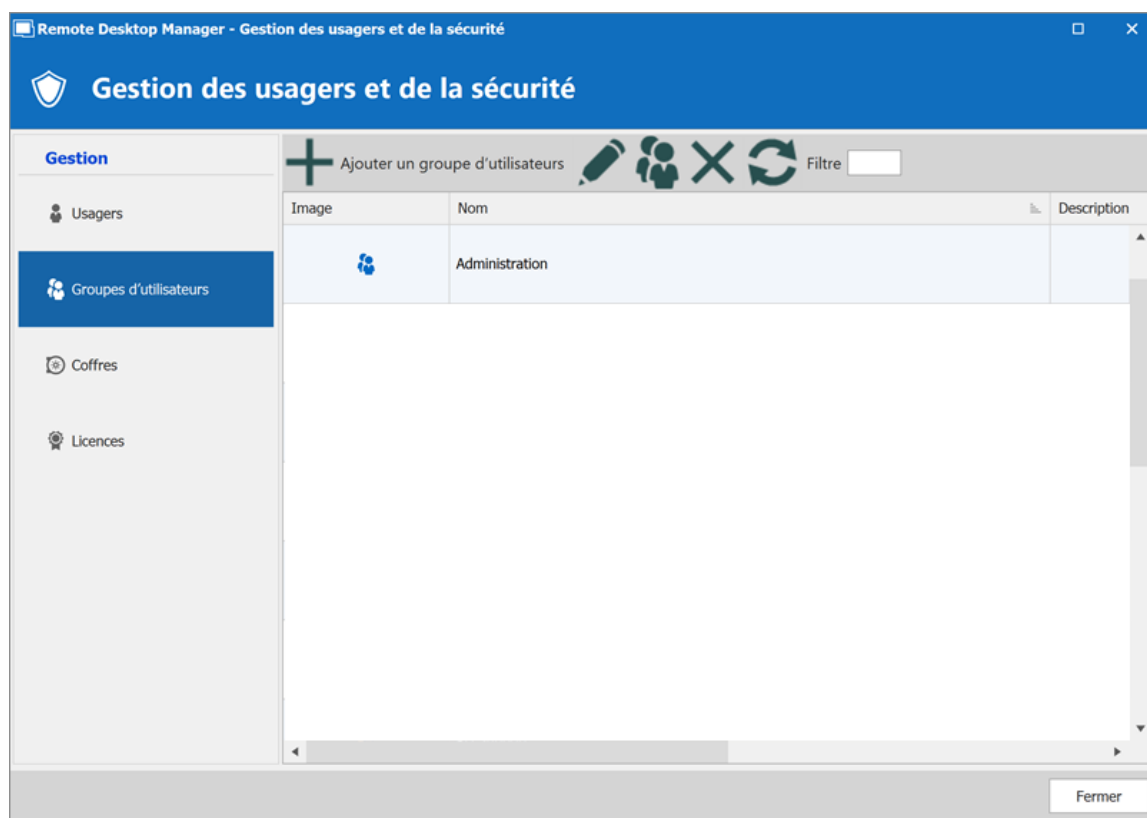 Remote Desktop Manager - Gestion des usagers et de la sécurité
Gestion des usagers et de la sécurité
Gestion
Usagers
Groupes d'utilisateurs
Coffres
Licences
Ajouter un groupe d'utilisateurs
Filtre
Image
Nom
Description
Administration
Fermer